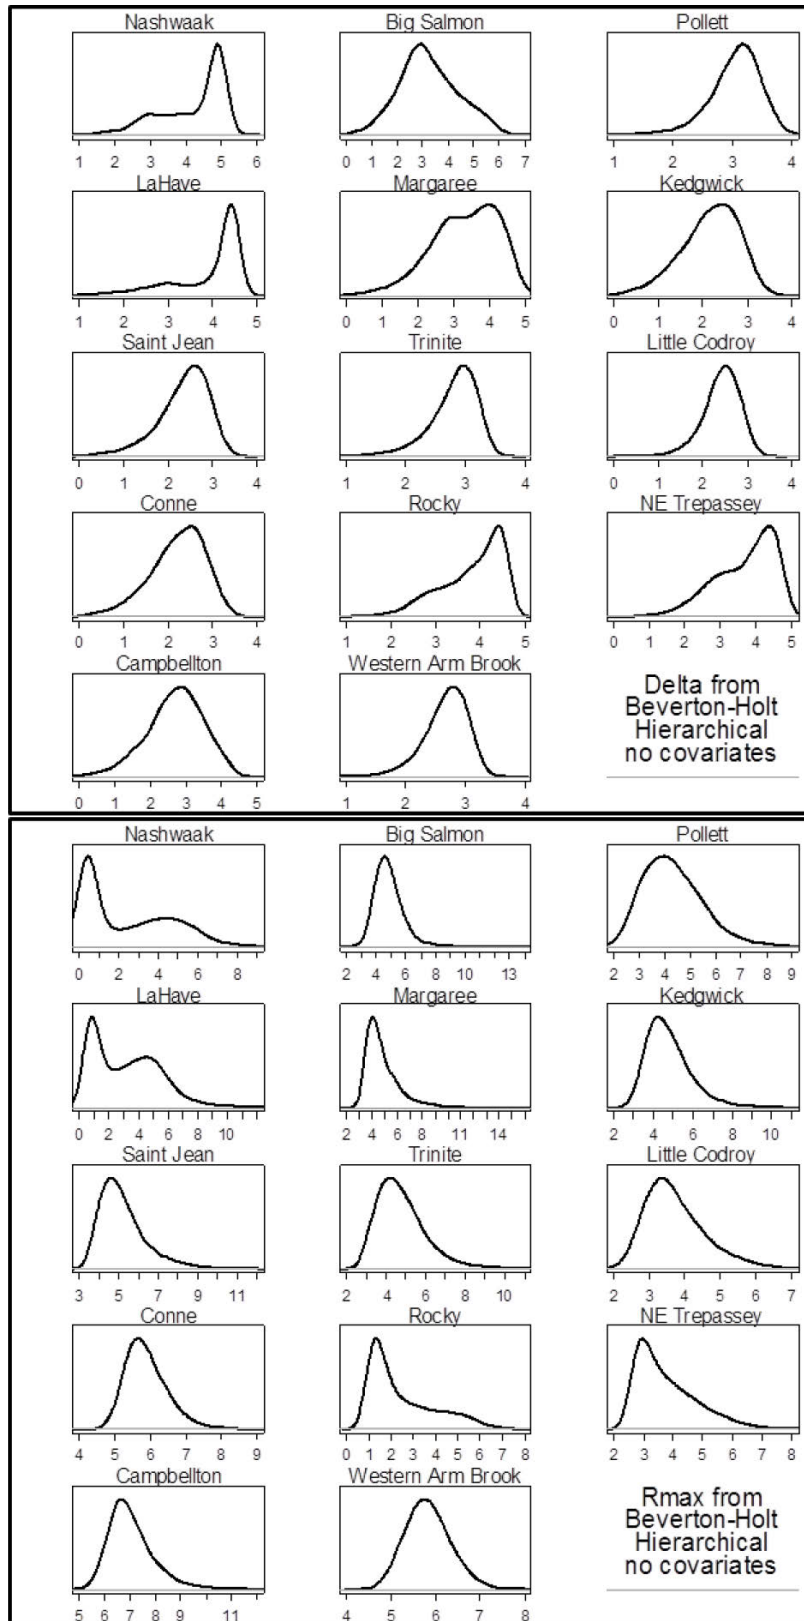 Nashwaak Big Salmon Pollett
1 2 3 4 5 6 0 1 2 3 4 5 6 7 1 2 3 4
LaHave Margaree Kedgwick
1 2 3 4 5 0 1 2 3 4 5 0 1 2 3 4
Saint Jean Trinite Little Codroy
0 1 2 3 4 1 2 3 4 0 1 2 3 4
Conne Rocky NE Trepassey
0 1 2 3 4 1 2 3 4 5 0 1 2 3 4 5
Campbellton Western Arm Brook
Delta from
Beverton-Holt
Hierarchical
no covariates
0 1 2 3 4 5 1 2 3 4
Nashwaak Big Salmon Pollett
0 2 4 6 8 2 4 6 8 10 13 2 3 4 5 6 7 8 9
LaHave Margaree Kedgwick
0 2 4 6 8 10 2 4 6 8 11 14 2 4 6 8 10
Saint Jean Trinite Little Codroy
3 5 7 9 11 2 4 6 8 10 2 3 4 5 6 7
Conne Rocky NE Trepassey
4 5 6 7 8 9 0 1 2 3 4 5 6 7 8 2 3 4 5 6 7 8
Campbellton Western Arm Brook
Rmax from
Beverton-Holt
Hierarchical
no covariates
5 6 7 8 9 11 4 5 6 7 8